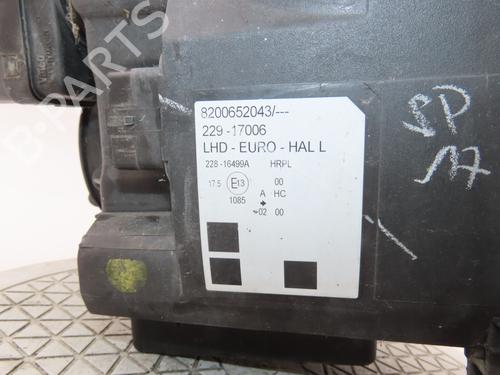 8200652043/---
229 -17006
LHD - EURO - HAL L
228 -16499A HRPL
17.5 E13 00
1085 A HC
02 00
SP
17
B-PARTS